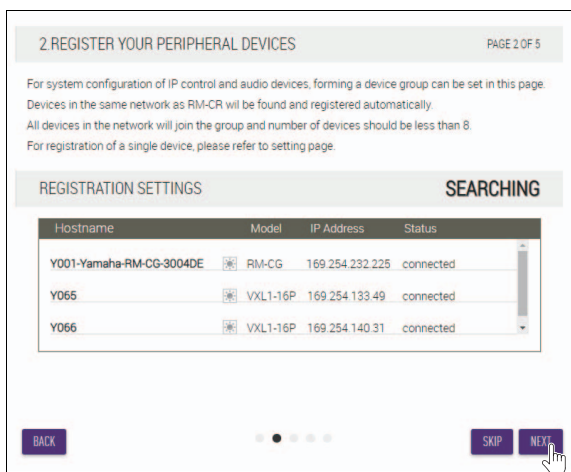 2.REGISTER YOUR PERIPHERAL DEVICES PAGE 2 OF 5
For system configuration of IP control and audio devices, forming a device group can be set in this page.
Devices in the same network as RM-CR wil be found and registered automatically.
All devices in the network will join the group and number of devices should be less than 8.
For registration of a single device, please refer to setting page.
REGISTRATION SETTINGS SEARCHING
Hostname Model IP Address Status
Y001-Yamaha-RM-CG-3004DE RM-CG 169.254.232.225 connected
Y065 VXL1-16P 169.254.133.49 connected
Y066 VXL1-16P 169.254.140.31 connected
BACK SKIP NEXT